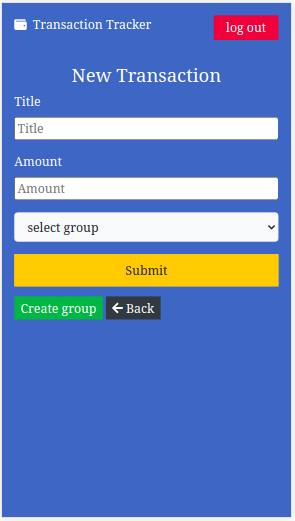 Transaction Tracker
log out
New Transaction
Title
Title
Amount
Amount
select group
Submit
Create group
Back